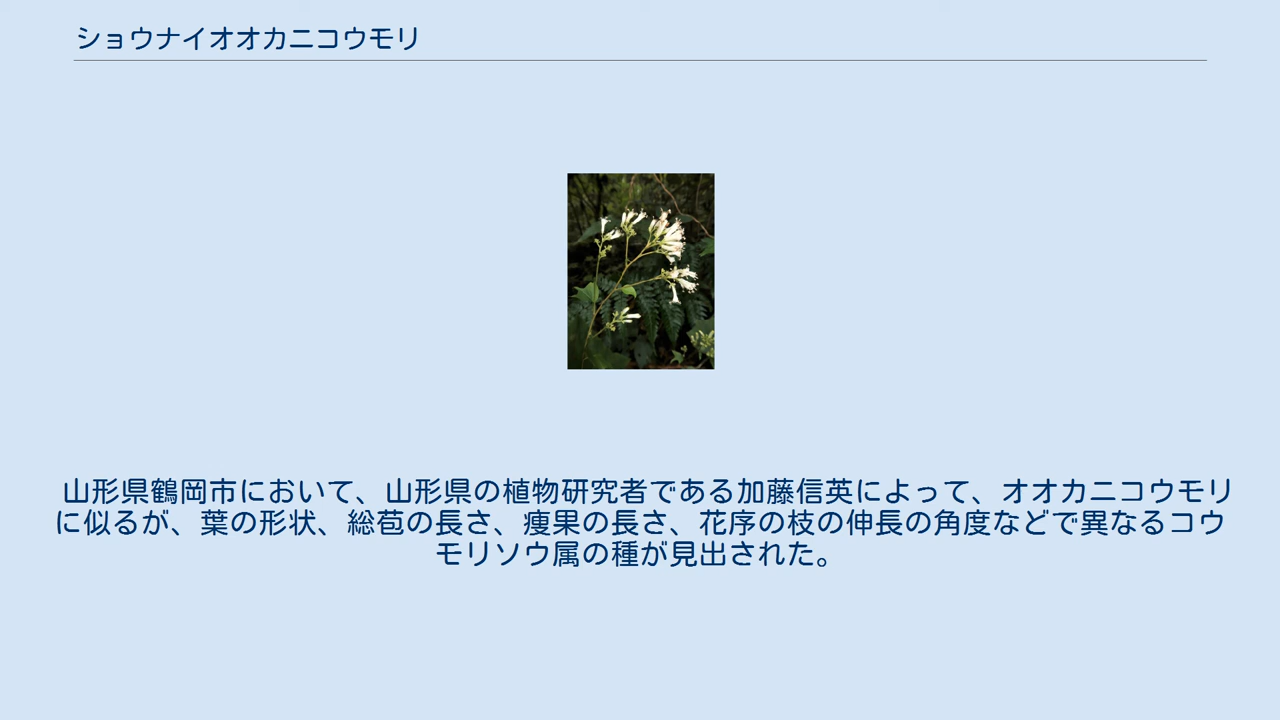 ショウナイオオカニコウモリ
山形県鶴岡市において、山形県の植物研究者である加藤信英によって、オオカニコウモリ
に似るが、葉の形状、総苞の長さ、痩果の長さ、花序の枝の伸長の角度などで異なるコウ
モリソウ属の種が見出された。